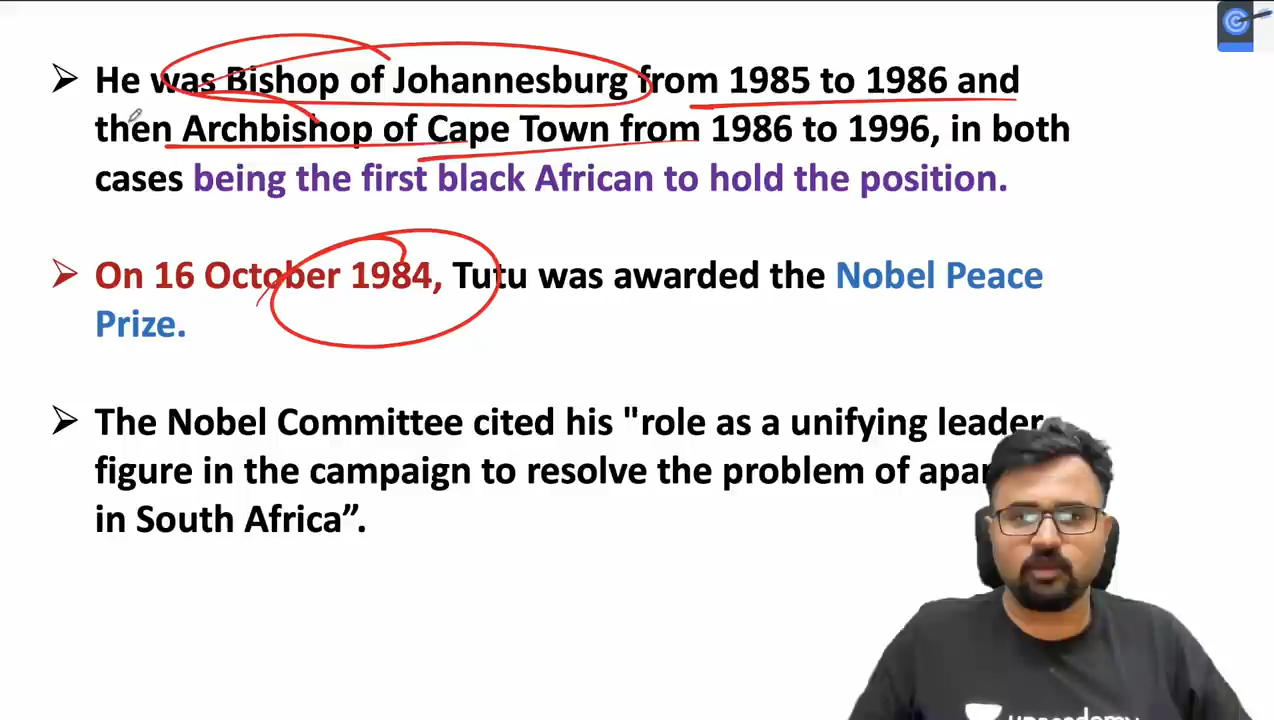 ➢ He was Bishop of Johannesburg from 1985 to 1986 and
then Archbishop of Cape Town from 1986 to 1996, in both
cases being the first black African to hold the position.
➢ On 16 October 1984, Tutu was awarded the Nobel Peace
Prize.
➢ The Nobel Committee cited his "role as a unifying leader
figure in the campaign to resolve the problem of apar
in South Africa”.